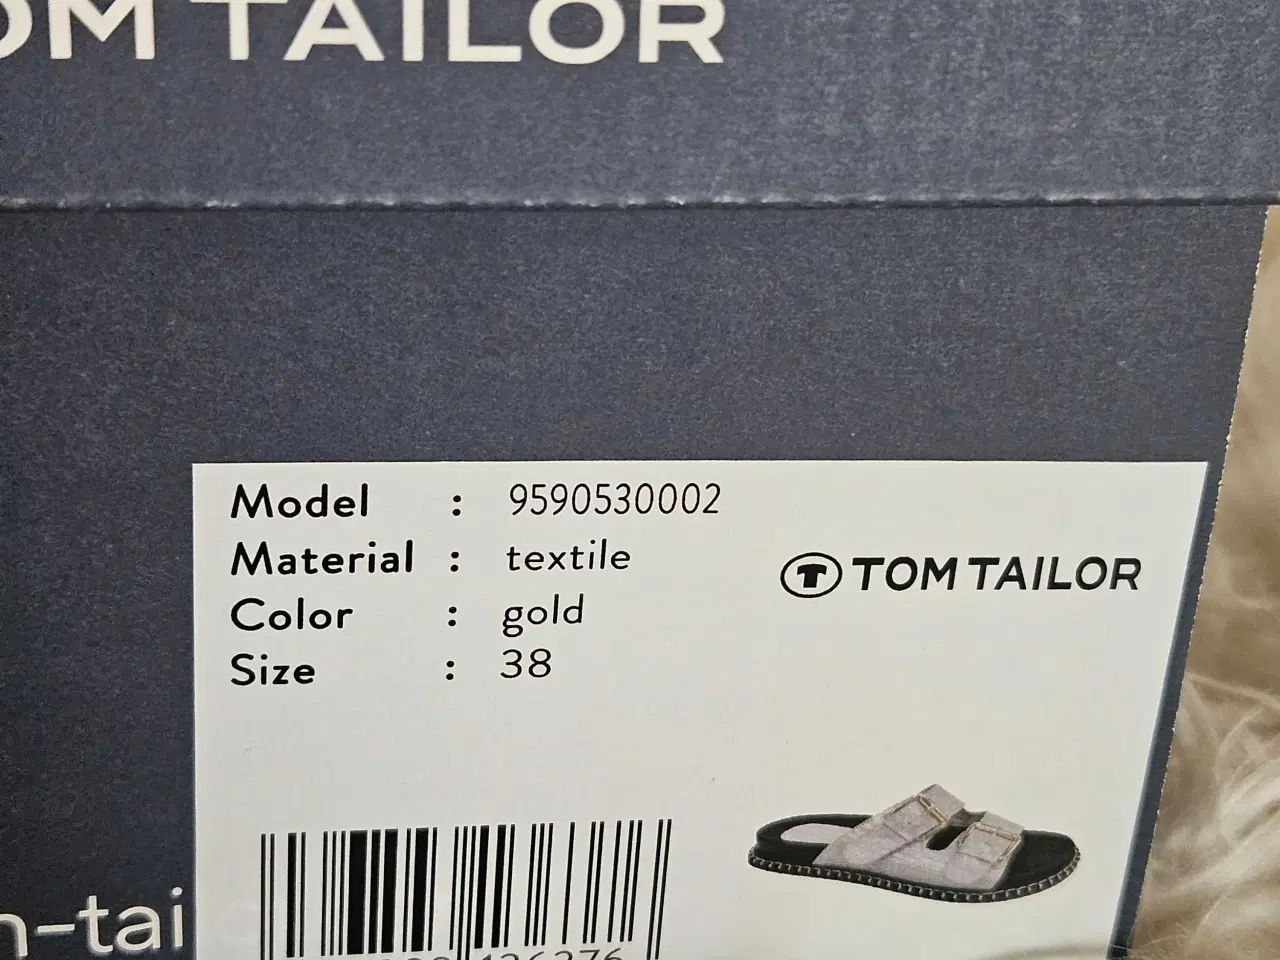 OM TAILOR
Model : 9590530002
Material : textile
Color : gold
Size : 38
TOM TAILOR
n-tai